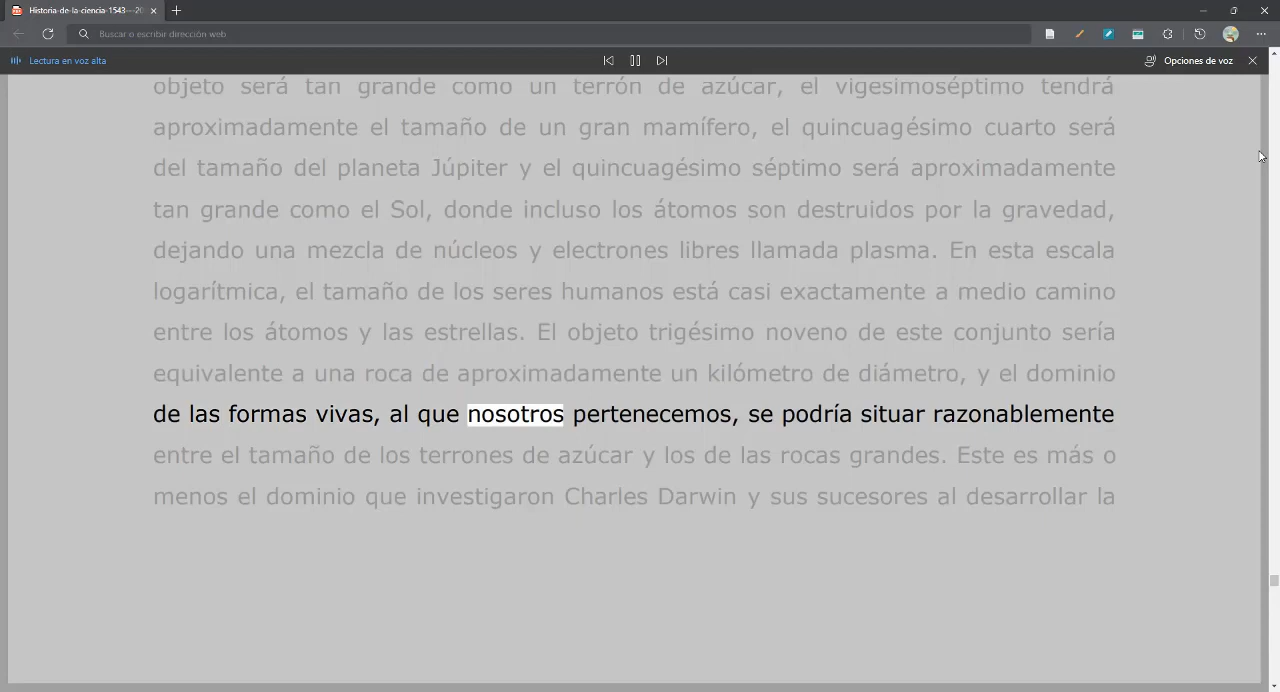 Historia-de-la-ciencia-1543---20
Buscar o escribir dirección web
Lectura en voz alta
Opciones de voz
objeto será tan grande como un terrón de azúcar, el vigesimoséptimo tendrá
aproximadamente el tamaño de un gran mamífero, el quincuagésimo cuarto será
del tamaño del planeta Júpiter y el quincuagésimo séptimo será aproximadamente
tan grande como el Sol, donde incluso los átomos son destruidos por la gravedad,
dejando una mezcla de núcleos y electrones libres llamada plasma. En esta escala
logarítmica, el tamaño de los seres humanos está casi exactamente a medio camino
entre los átomos y las estrellas. El objeto trigésimo noveno de este conjunto sería
equivalente a una roca de aproximadamente un kilómetro de diámetro, y el dominio
de las formas vivas, al que nosotros pertenecemos, se podría situar razonablemente
entre el tamaño de los terrones de azúcar y los de las rocas grandes. Este es más o
menos el dominio que investigaron Charles Darwin y sus sucesores al desarrollar la